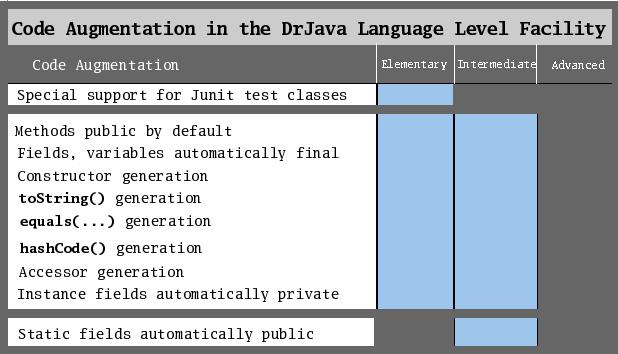 Code Augmentation in the DrJava Language Level Facility
Code Augmentation Elementary Intermediate Advanced
Special support for Junit test classes
Methods public by default
Fields, variables automatically final
Constructor generation
toString() generation
equals(...) generation
hashCode() generation
Accessor generation
Instance fields automatically private
Static fields automatically public